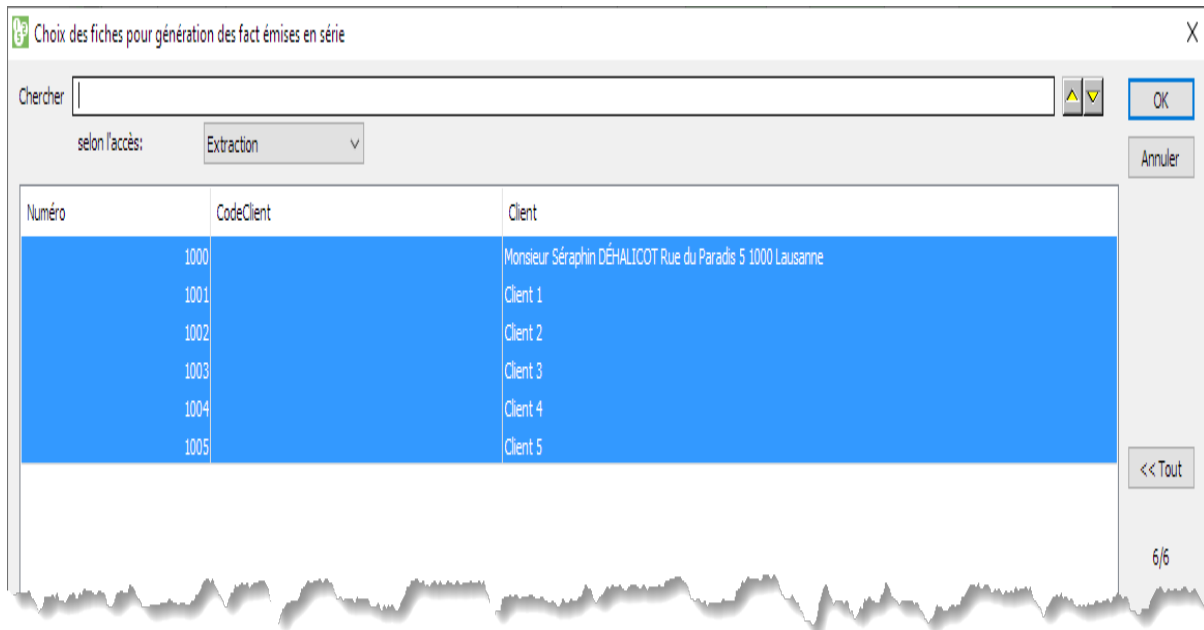 Choix des fiches pour génération des fact émises en série
X
Chercher
OK
selon l'accès: Extraction
Annuler
Numéro CodeClient Client
1000 Monsieur Séraphin DÉHALICOT Rue du Paradis 5 1000 Lausanne
1001 Client 1
1002 Client 2
1003 Client 3
1004 Client 4
1005 Client 5
<< Tout
6/6